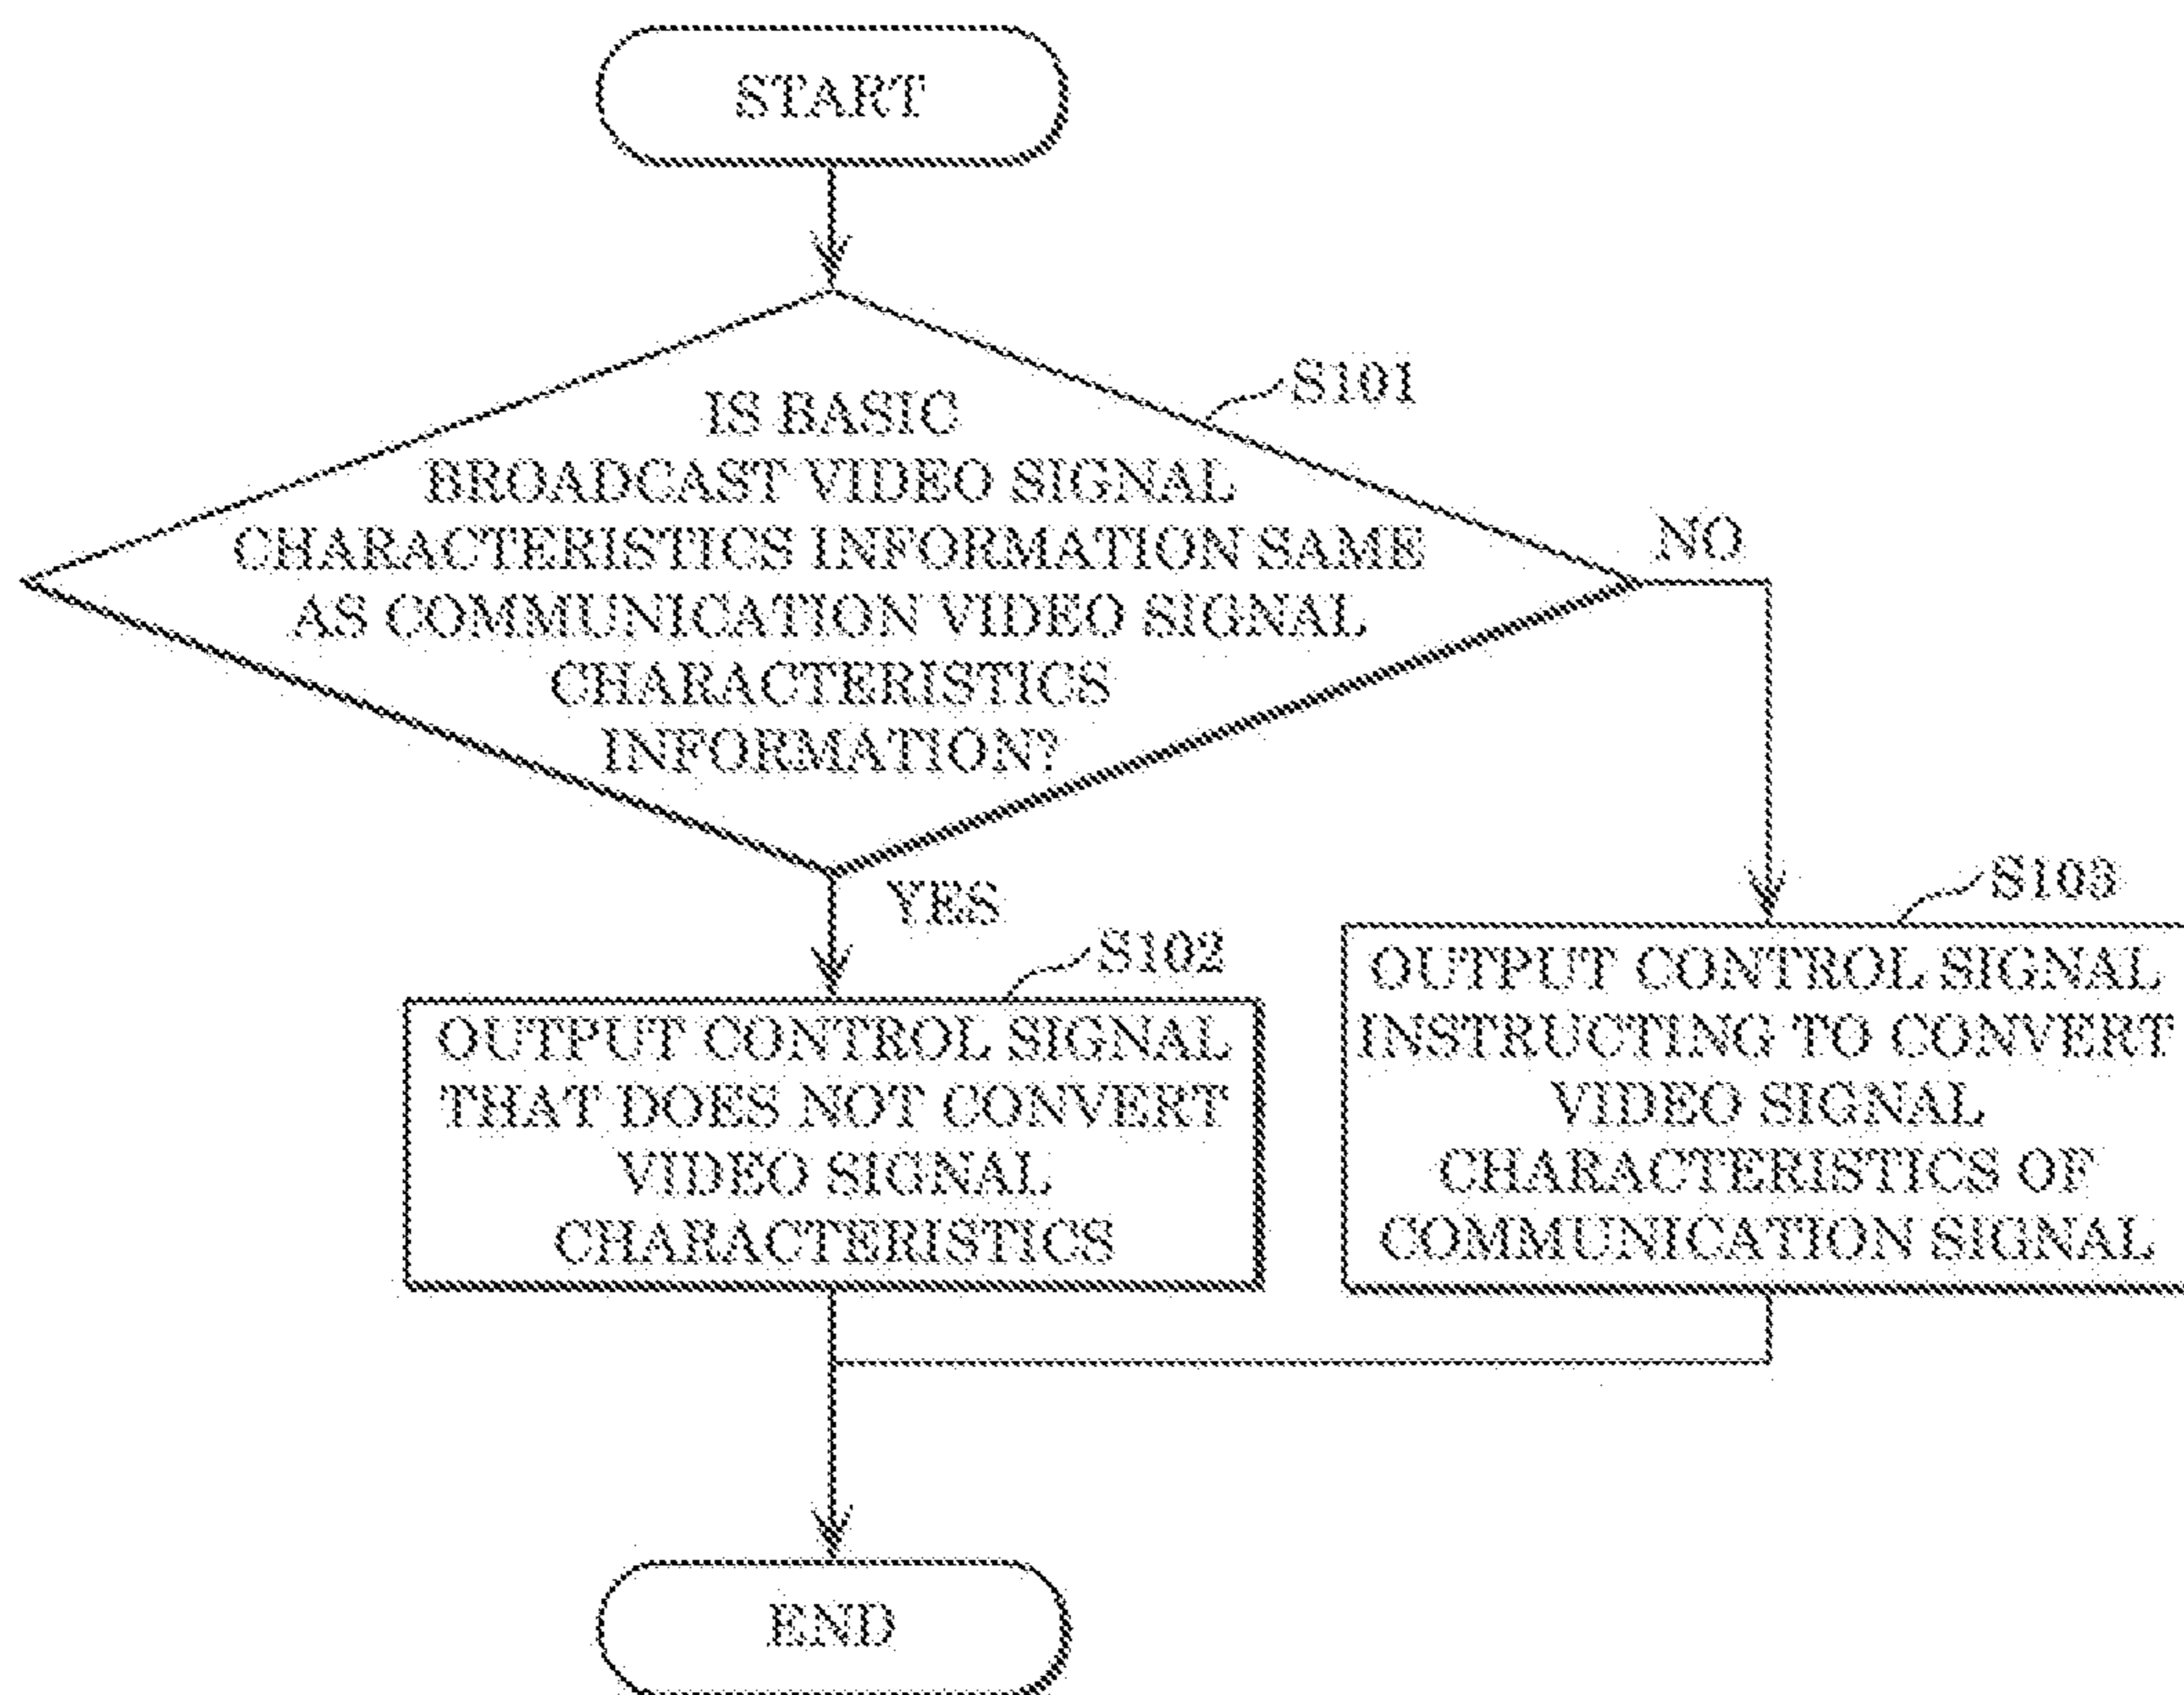 START
S101
IS BASIC
BROADCAST VIDEO SIGNAL
CHARACTERISTICS INFORMATION SAME
AS COMMUNICATION VIDEO SIGNAL
CHARACTERISTICS
INFORMATION?
NO
YES
S102
OUTPUT CONTROL SIGNAL
THAT DOES NOT CONVERT
VIDEO SIGNAL
CHARACTERISTICS
S103
OUTPUT CONTROL SIGNAL
INSTRUCTING TO CONVERT
VIDEO SIGNAL
CHARACTERISTICS OF
COMMUNICATION SIGNAL
END